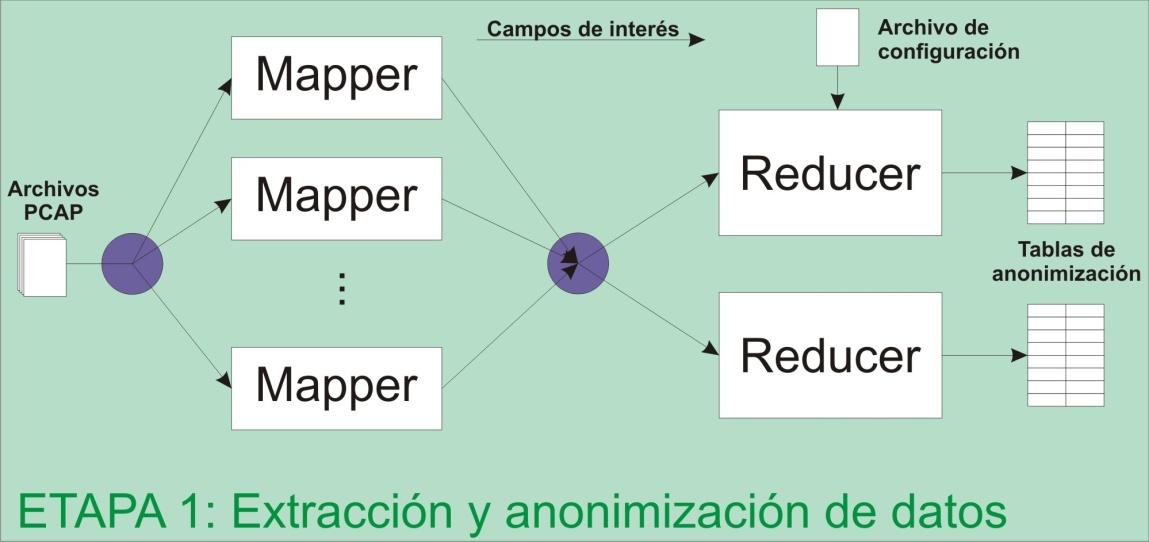 Campos de interés
Archivo de
configuración
Mapper
Mapper
Mapper
Archivos
PCAP
Reducer
Reducer
Tablas de
anonimización
ETAPA 1: Extracción y anonimización de datos